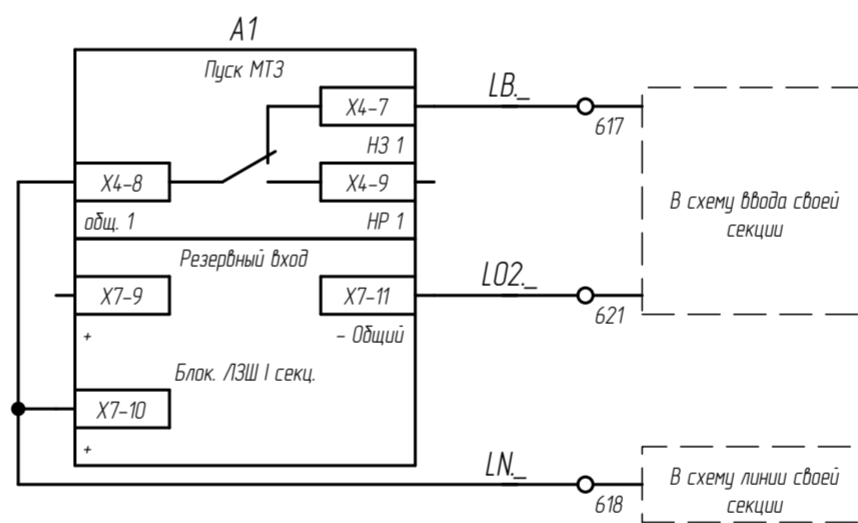 A1
Пуск МТЗ
X4-7
LB._
617
НЗ 1
X4-8
X4-9
общ. 1
НР 1
В схему ввода своей
секции
Резервный вход
X7-9
X7-11
LO2._
621
+
- Общий
Блок. ЛЗШ I секц.
X7-10
+
LN._
618
В схему линии своей
секции